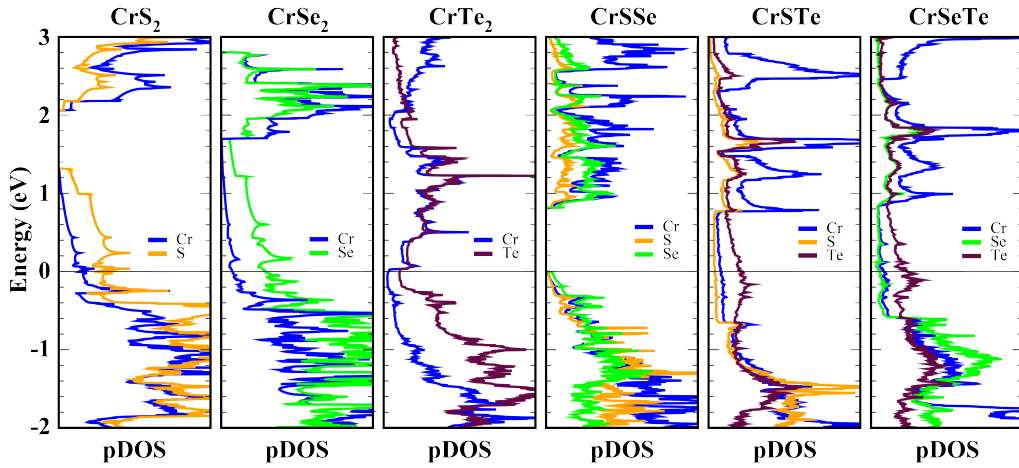 CrS₂ CrSe₂ CrTe₂ CrSSe CrSTe CrSeTe
Energy (eV)
3
2
1
0
-1
-2
Cr
S
Cr
Se
Cr
Te
Cr
S
Se
Cr
S
Te
Cr
Se
Te
pDOS pDOS pDOS pDOS pDOS pDOS